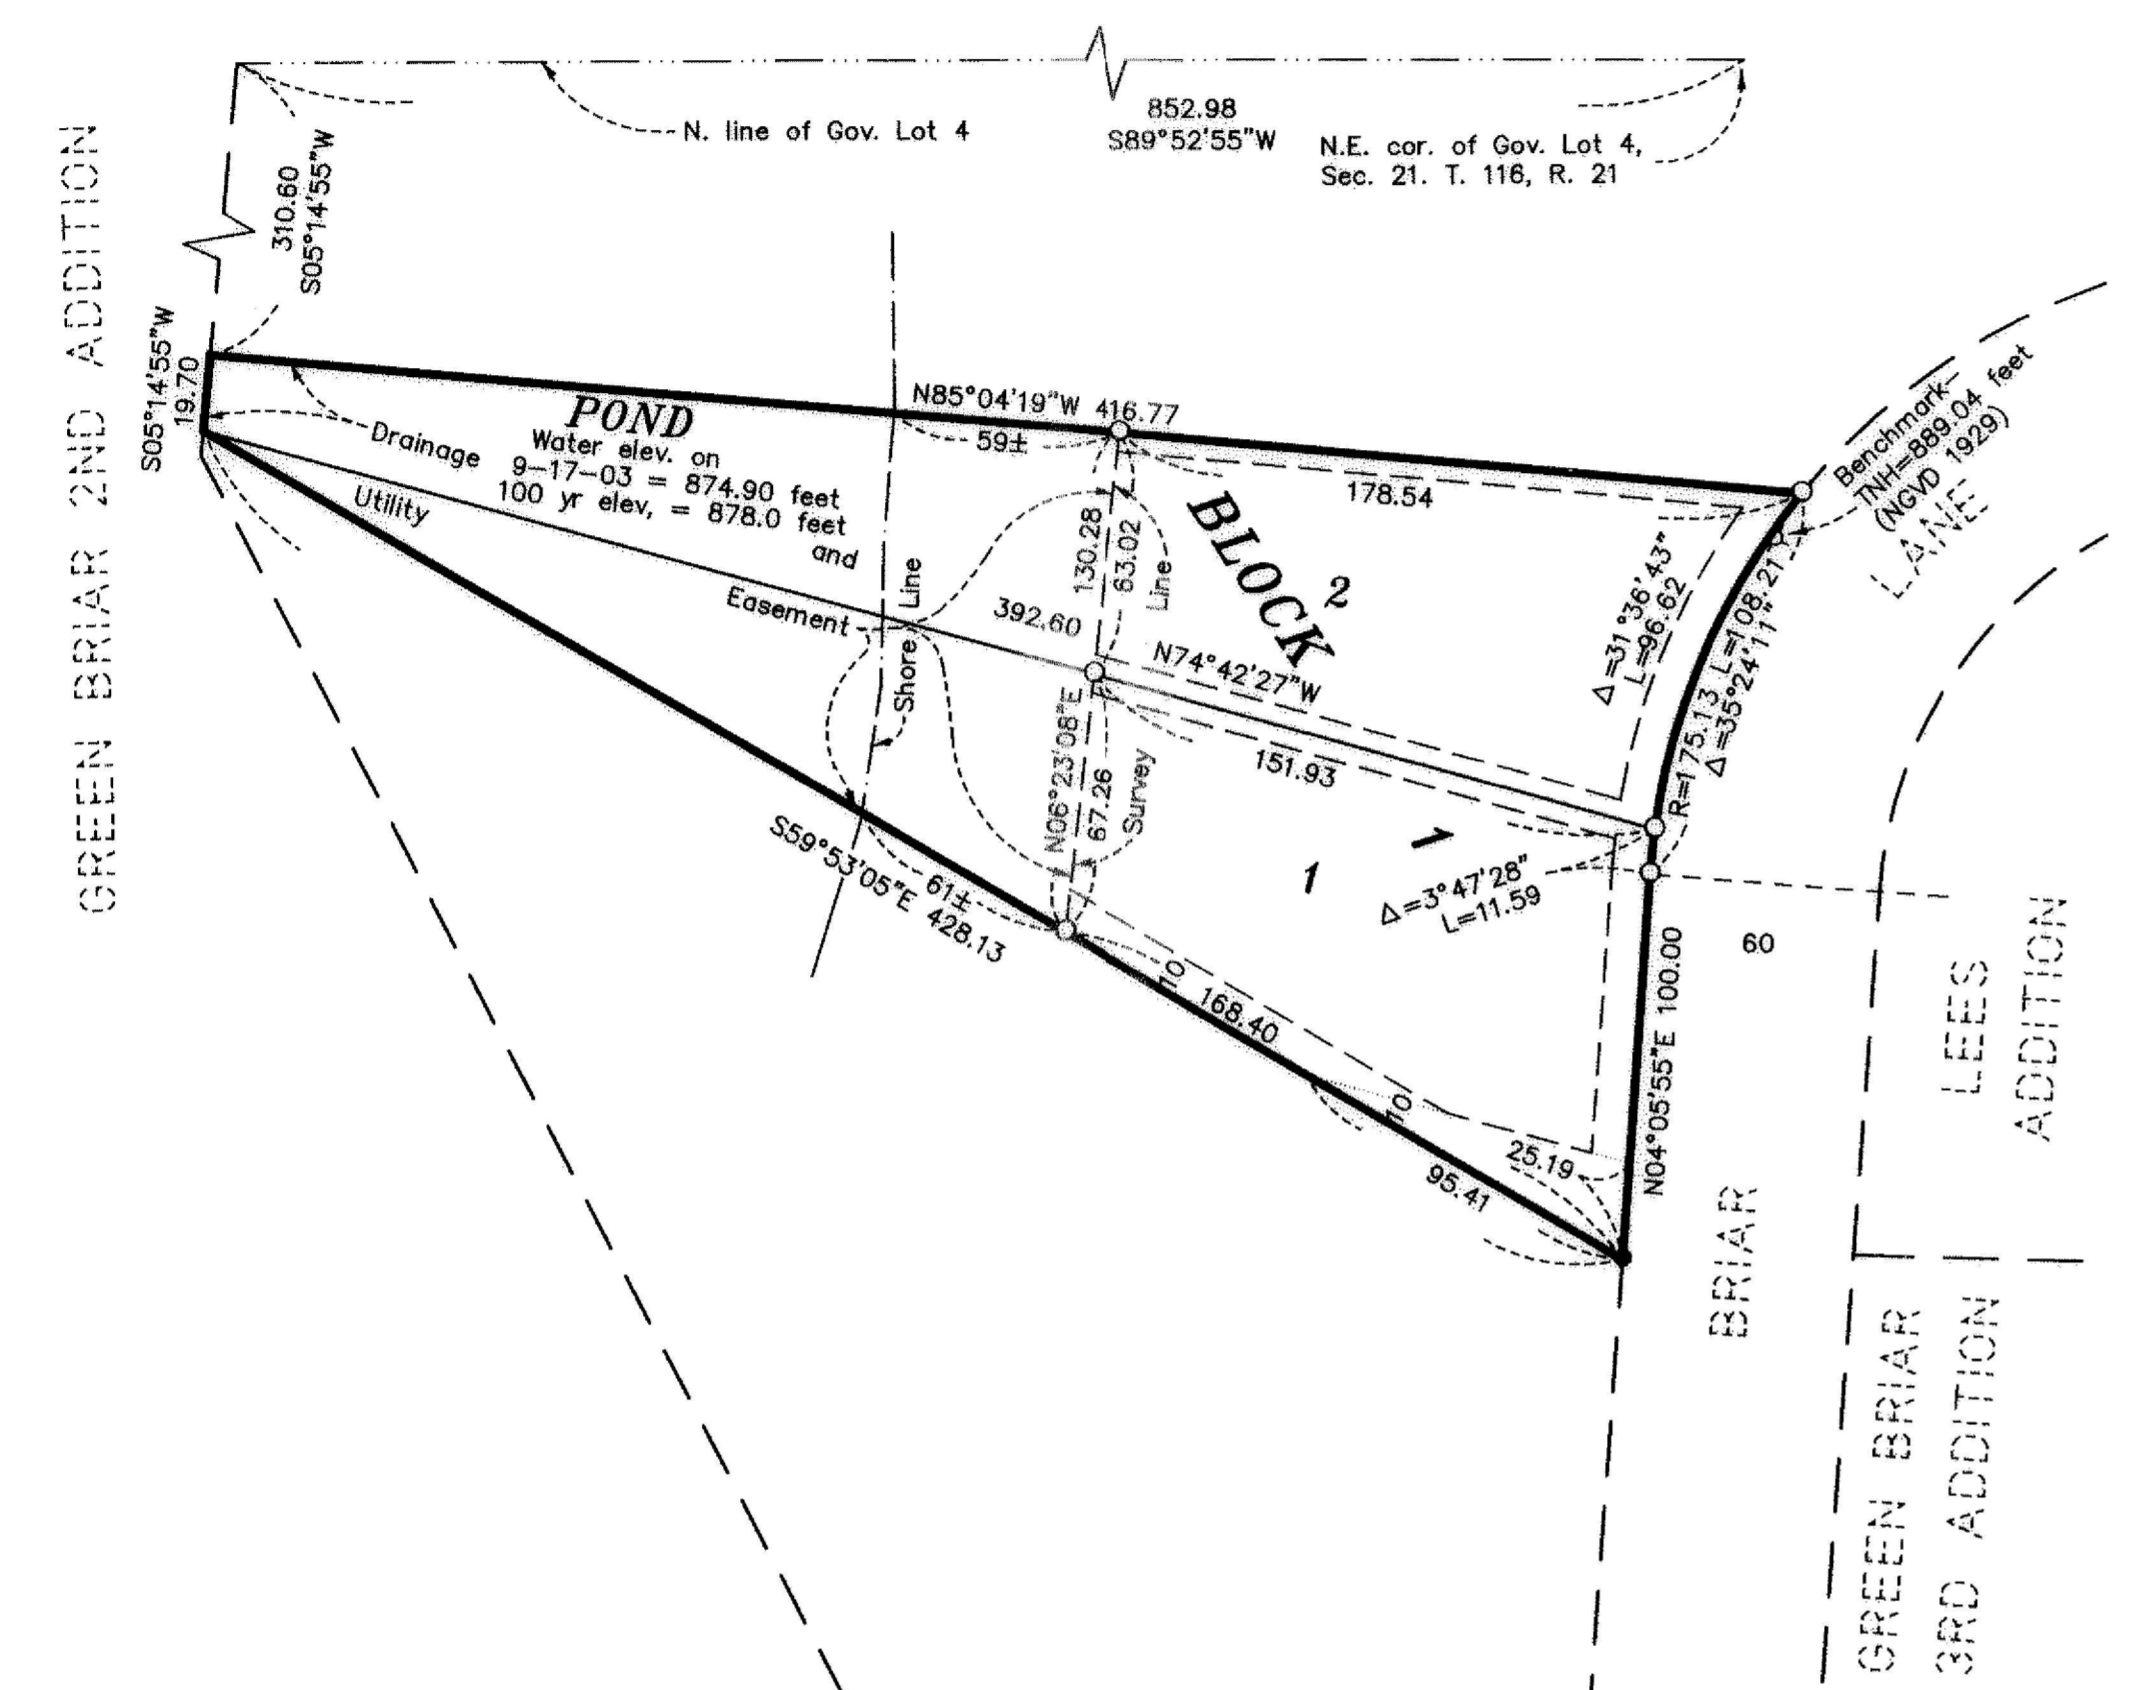 852.98
S89°52'55"W
N. line of Gov. Lot 4
N.E. cor. of Gov. Lot 4,
Sec. 21. T. 116, R. 21
310.60
S05°14'55"W
GREEN BRIAR 2ND ADDITION
S05°14'55"W
19.70
N85°04'19"W 416.77
59±
178.54
POND
Water elev. on
9-17-03 = 874.90 feet
100 yr elev, = 878.0 feet
Drainage
and
Utility
Easement
Benchmark
TNH=889.04 feet
(NGVD 1929)
LANE
BLOCK
1
2
130.28
63.02
Line
Shore Line
392.60
N74°42'27"W
151.93
Δ=31°36'43"
L=96.62
R=175.13 L=108.21
Δ=35°24'11"
N06°23'08"E
67.26
Survey
1
Δ=3°47'28"
L=11.59
S59°53'05"E 428.13
61±
10
168.40
10
25.19
95.41
N04°05'55"E 100.00
60
BRIAR
LEES
ADDITION
GREEN BRIAR
3RD ADDITION